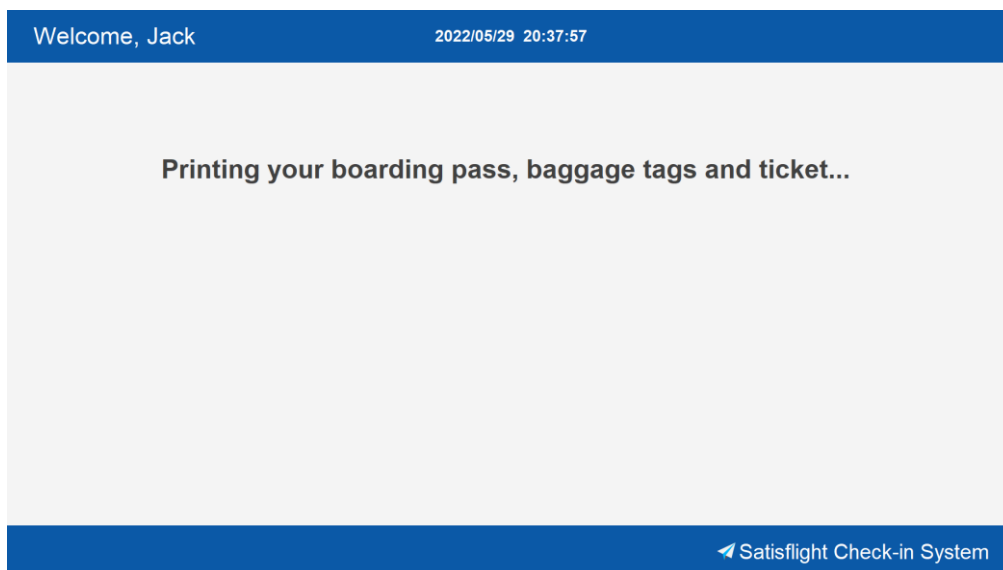 Welcome, Jack
2022/05/29 20:37:57
Printing your boarding pass, baggage tags and ticket...
Satisflight Check-in System